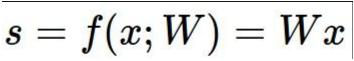 s = f(x; W) = Wx